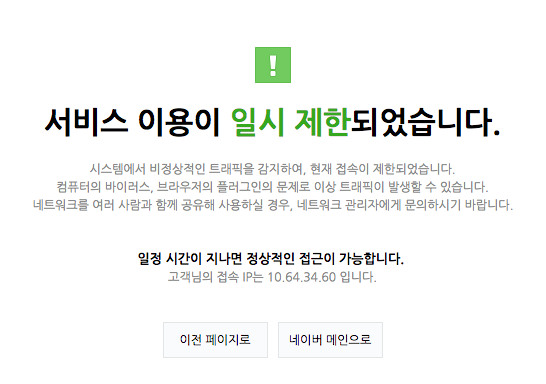 서비스 이용이 일시 제한되었습니다.
시스템에서 비정상적인 트래픽을 감지하여, 현재 접속이 제한되었습니다.
컴퓨터의 바이러스, 브라우저의 플러그인의 문제로 이상 트래픽이 발생할 수 있습니다.
네트워크를 여러 사람과 함께 공유해 사용하실 경우, 네트워크 관리자에게 문의하시기 바랍니다.
일정 시간이 지나면 정상적인 접근이 가능합니다.
고객님의 접속 IP는 10.64.34.60 입니다.
이전 페이지로
네이버 메인으로